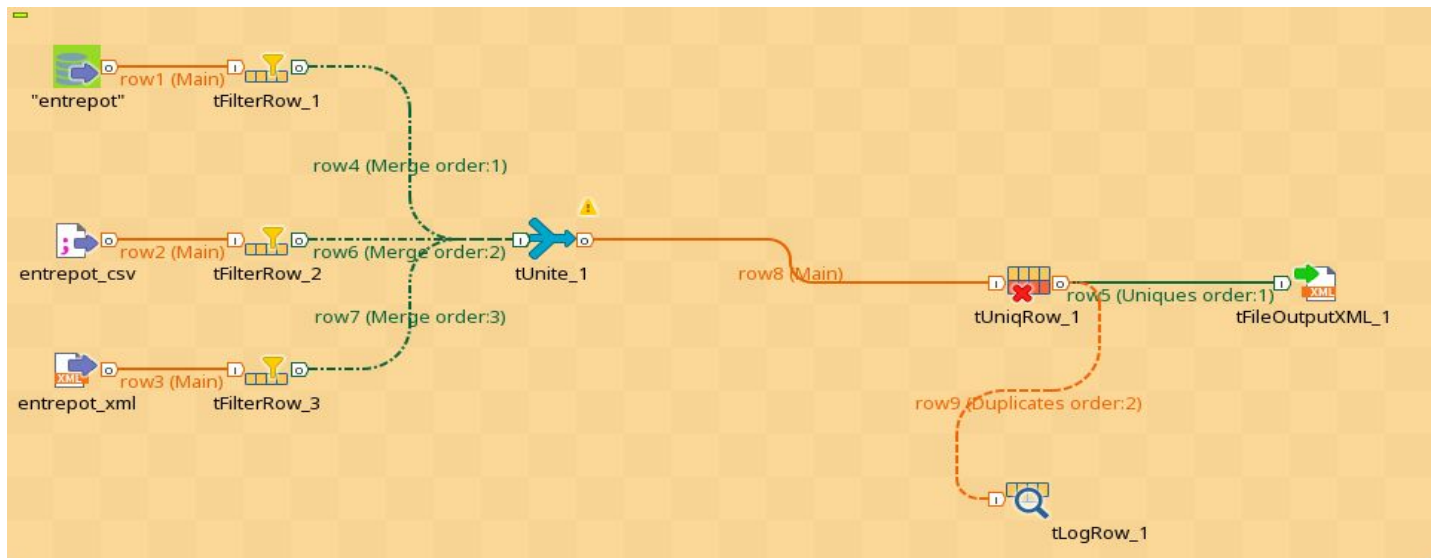 row1 (Main)
"entrepot"
tFilterRow_1
row4 (Merge order:1)
row2 (Main)
row6 (Merge order:2)
entrepot_csv
tFilterRow_2
tUnite_1
row8 (Main)
row5 (Uniques order:1)
tUniqRow_1
tFileOutputXML_1
row7 (Merge order:3)
XML
XML
row3 (Main)
entrepot_xml
tFilterRow_3
row9 (Duplicates order:2)
tLogRow_1